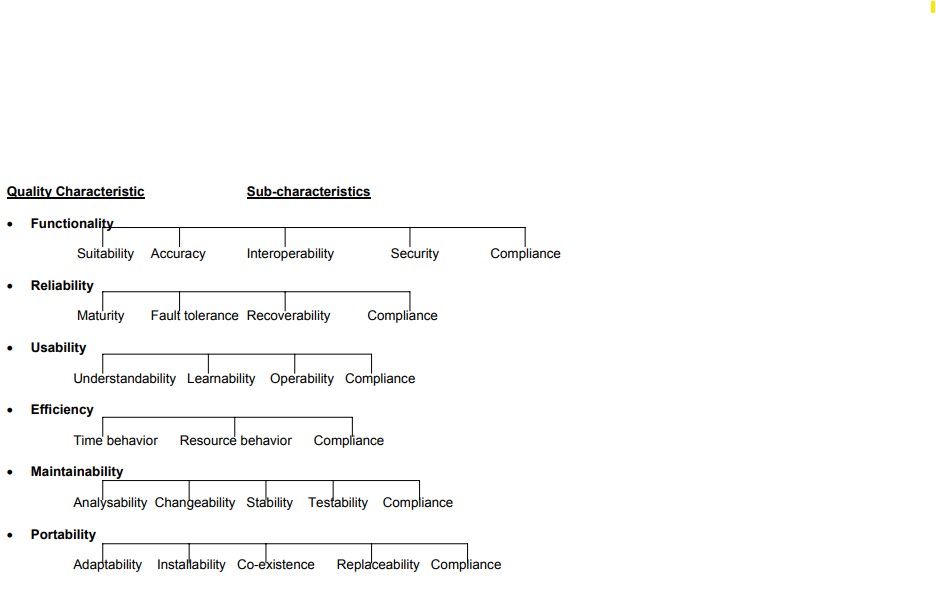 Quality Characteristic Sub-characteristics
• Functionality
Suitability Accuracy Interoperability Security Compliance
• Reliability
Maturity Fault tolerance Recoverability Compliance
• Usability
Understandability Learnability Operability Compliance
• Efficiency
Time behavior Resource behavior Compliance
• Maintainability
Analysability Changeability Stability Testability Compliance
• Portability
Adaptability Installability Co-existence Replaceability Compliance